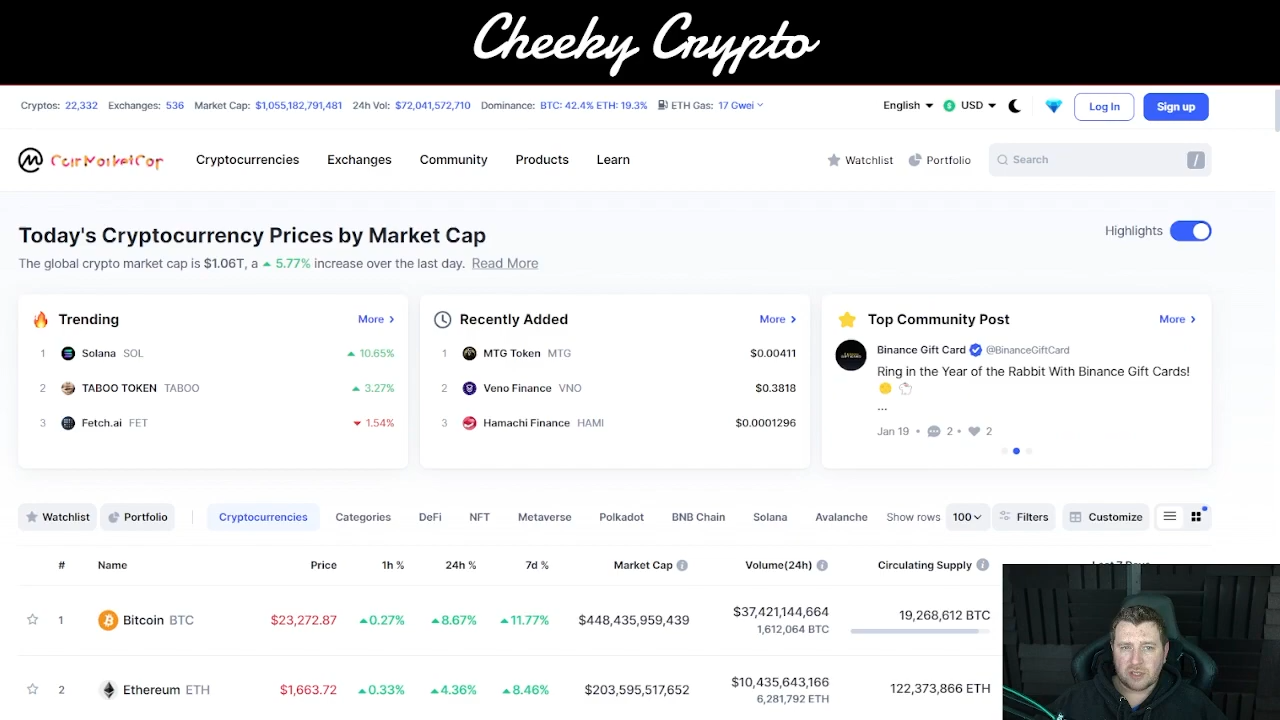 Cheeky Crypto
Cryptos: 22,332 Exchanges: 536 Market Cap: $1,055,182,791,481 24h Vol: $72,041,572,710 Dominance: BTC: 42.4% ETH: 19.3% ETH Gas: 17 Gwei English USD Log In Sign up
CoinMarketCap Cryptocurrencies Exchanges Community Products Learn Watchlist Portfolio Search /
Today's Cryptocurrency Prices by Market Cap Highlights
The global crypto market cap is $1.06T, a 5.77% increase over the last day. Read More
Trending More
1 Solana SOL 10.65%
2 TABOO TOKEN TABOO 3.27%
3 Fetch.ai FET 1.54%
Recently Added More
1 MTG Token MTG $0.00411
2 Veno Finance VNO $0.3818
3 Hamachi Finance HAMI $0.0001296
Top Community Post More
Binance Gift Card @BinanceGiftCard
Ring in the Year of the Rabbit With Binance Gift Cards!
...
Jan 19 • 2 • 2
Watchlist Portfolio Cryptocurrencies Categories DeFi NFT Metaverse Polkadot BNB Chain Solana Avalanche Show rows 100 Filters Customize
# Name Price 1h % 24h % 7d % Market Cap Volume(24h) Circulating Supply
1 Bitcoin BTC $23,272.87 0.27% 8.67% 11.77% $448,435,959,439 $37,421,144,664 19,268,612 BTC
1,612,064 BTC
2 Ethereum ETH $1,663.72 0.33% 4.36% 8.46% $203,595,517,652 $10,435,643,166 122,373,866 ETH
6,281,792 ETH